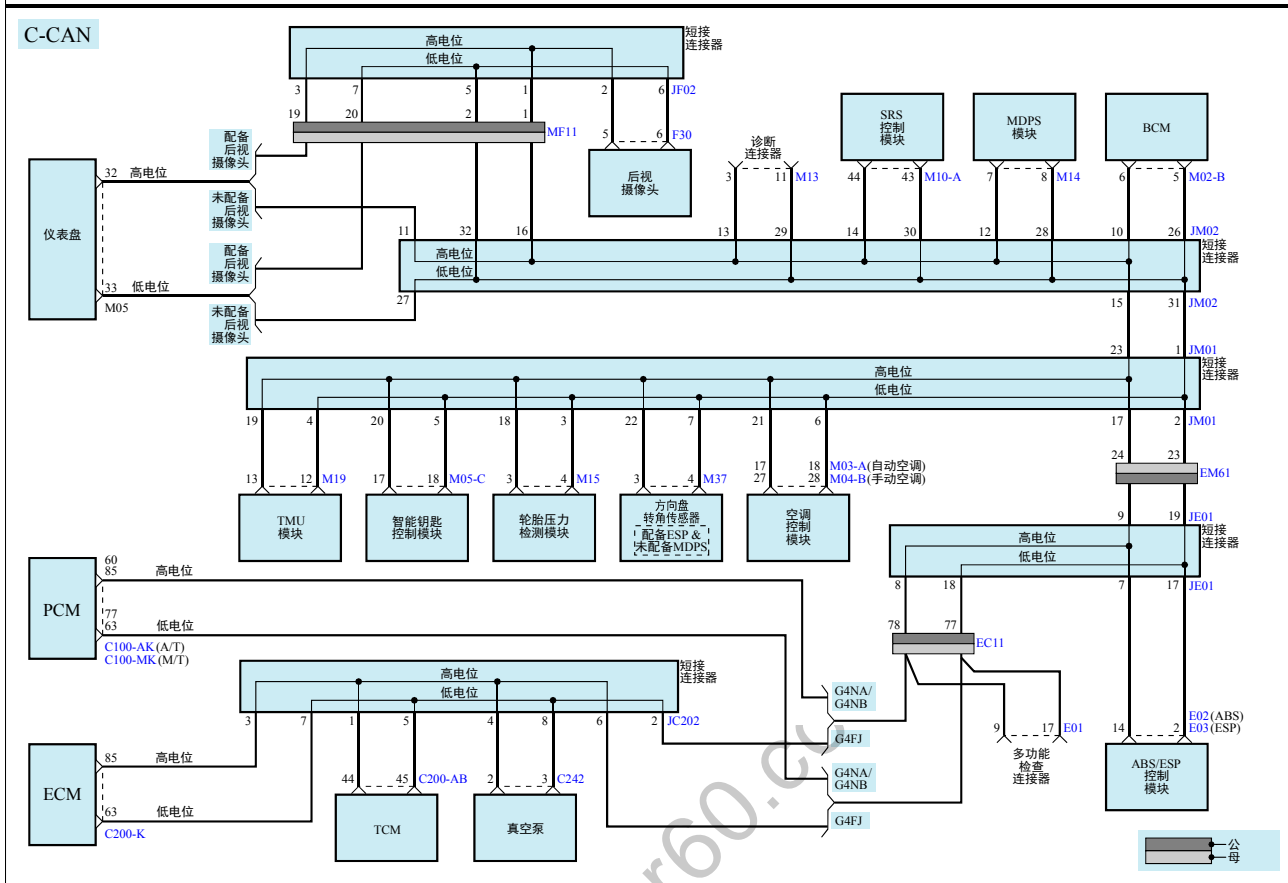 C-CAN
短接
连接器
高电位
低电位
3 7 5 1 2 6 JF02
19 20 2 1 MF11
5 6 F30
后视
摄像头
配备
后视
摄像头
未配备
后视
摄像头
配备
后视
摄像头
未配备
后视
摄像头
仪表盘
32 高电位
33 低电位
M05
诊断
连接器
3 11 M13
SRS
控制
模块
44 43 M10-A
MDPS
模块
7 8 M14
BCM
6 5 M02-B
11 32 16 13 29 14 30 12 28 10 26 JM02
短接
连接器
高电位
低电位
27 15 31 JM02
23 1 JM01
短接
连接器
高电位
低电位
19 4 20 5 18 3 22 7 21 6 17 2 JM01
13 12 M19
TMU
模块
17 18 M05-C
智能钥匙
控制模块
3 4 M15
轮胎压力
检测模块
3 4 M37
方向盘
转角传感器
配备ESP &
未配备MDPS
17 18 M03-A(自动空调)
27 28 M04-B(手动空调)
空调
控制
模块
24 23
EM61
9 19 JE01
短接
连接器
高电位
低电位
8 18 7 17 JE01
78 77
EC11
PCM
60
85 高电位
77
63 低电位
C100-AK(A/T)
C100-MK(M/T)
短接
连接器
高电位
低电位
3 7 1 5 4 8 6 2 JC202
ECM
85 高电位
63 低电位
C200-K
44 45 C200-AB
TCM
2 3 C242
真空泵
G4NA/
G4NB
G4FJ
G4NA/
G4NB
G4FJ
9 17 E01
多功能
检查
连接器
E02(ABS)
14 2 E03(ESP)
ABS/ESP
控制
模块
公
母